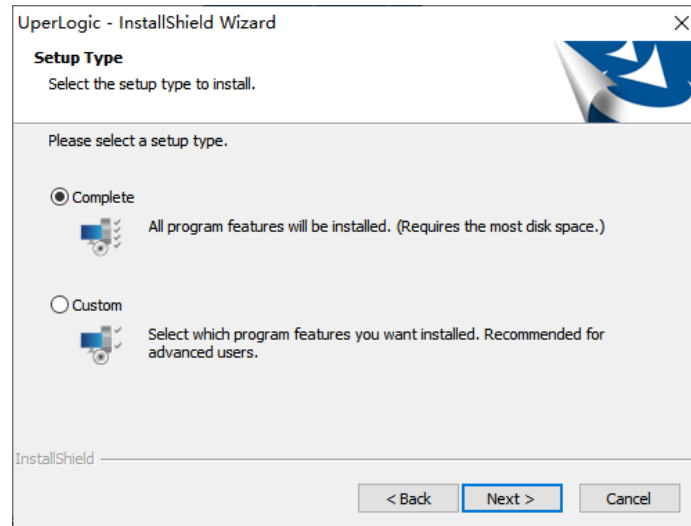 UperLogic - InstallShield Wizard
Setup Type
Select the setup type to install.
Please select a setup type.
Complete
All program features will be installed. (Requires the most disk space.)
Custom
Select which program features you want installed. Recommended for
advanced users.
InstallShield
< Back
Next >
Cancel